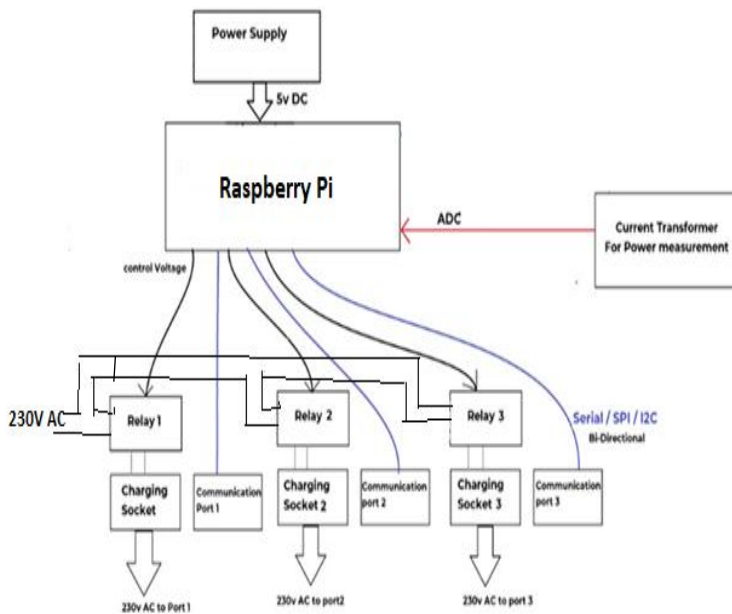 Power Supply
5v DC
Raspberry Pi
ADC
Current Transformer
For Power measurement
control Voltage
230V AC
Relay 1
Relay 2
Relay 3
Serial / SPI / I2C
Bi-Directional
Charging
Socket
Communication
Port 1
Charging
Socket 2
Communication
port 2
Charging
Socket 3
Communication
port 3
230v AC to Port 1
230v AC to port2
230v AC to port 3